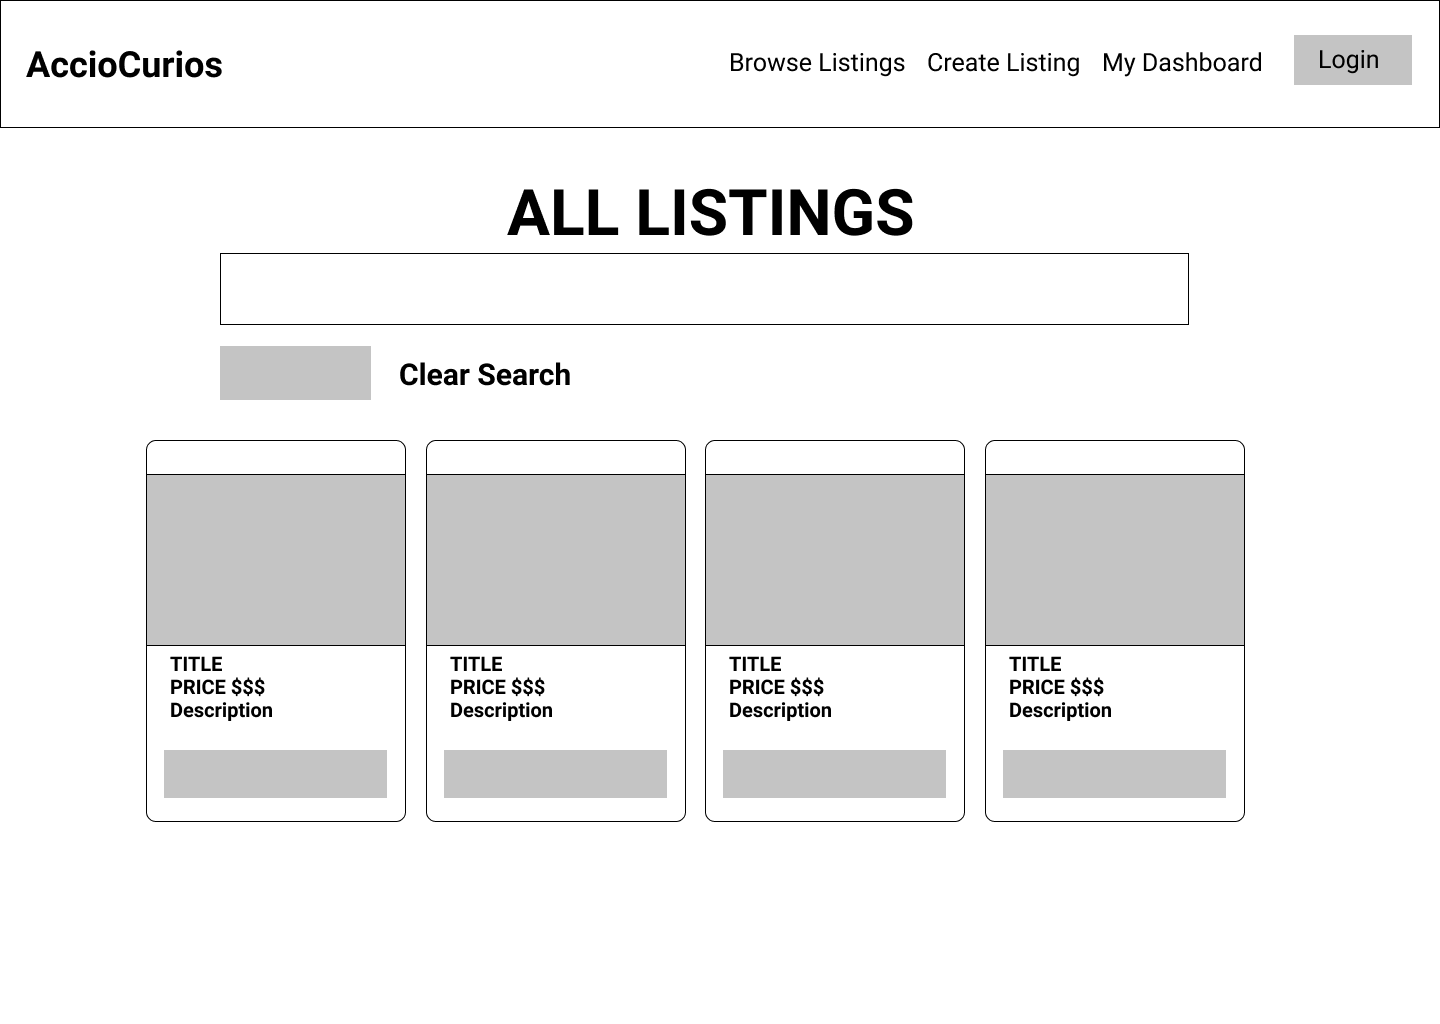 AccioCurios
Browse Listings Create Listing My Dashboard Login
ALL LISTINGS
Clear Search
TITLE
PRICE $$$
Description
TITLE
PRICE $$$
Description
TITLE
PRICE $$$
Description
TITLE
PRICE $$$
Description